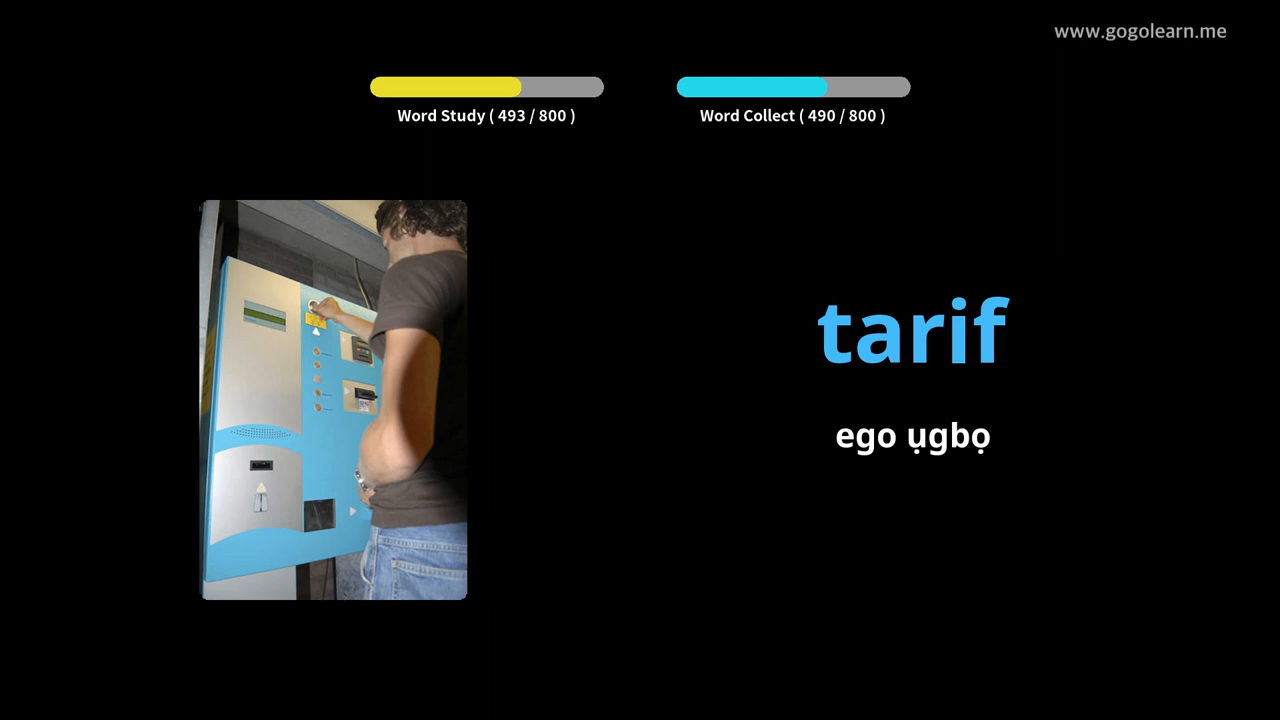 www.gogolearn.me
Word Study ( 493 / 800 )
Word Collect ( 490 / 800 )
tarif
ego ụgbọ